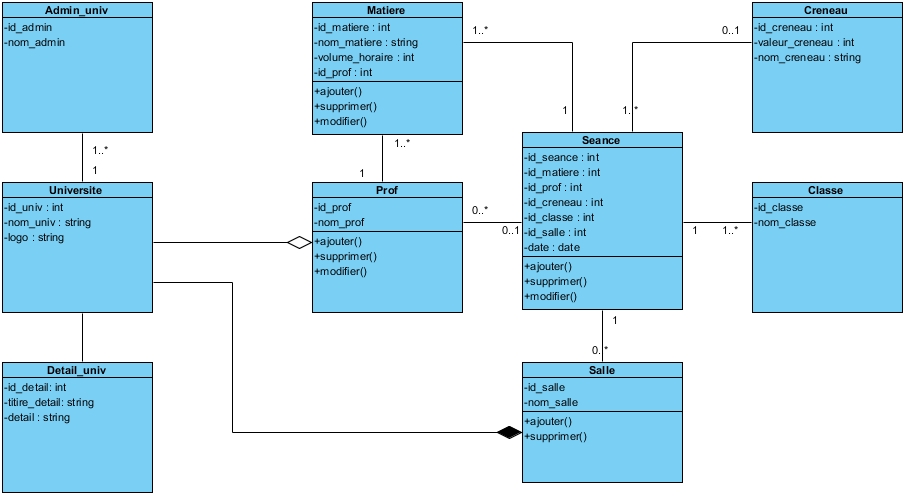 Admin_univ
-id_admin
-nom_admin
1..*
1
Universite
-id_univ : int
-nom_univ : string
-logo : string
Detail_univ
-id_detail: int
-titire_detail: string
-detail : string
Matiere
-id_matiere : int
-nom_matiere : string
-volume_horaire : int
-id_prof : int
+ajouter()
+supprimer()
+modifier()
1..*
1
Prof
-id_prof
-nom_prof
+ajouter()
+supprimer()
+modifier()
1..*
1
0..*
0..1
Seance
-id_seance : int
-id_matiere : int
-id_prof : int
-id_creneau : int
-id_classe : int
-id_salle : int
-date : date
+ajouter()
+supprimer()
+modifier()
1
0..*
Salle
-id_salle
-nom_salle
+ajouter()
+supprimer()
0..1
1..*
Creneau
-id_creneau : int
-valeur_creneau : int
-nom_creneau : string
1
1..*
Classe
-id_classe
-nom_classe